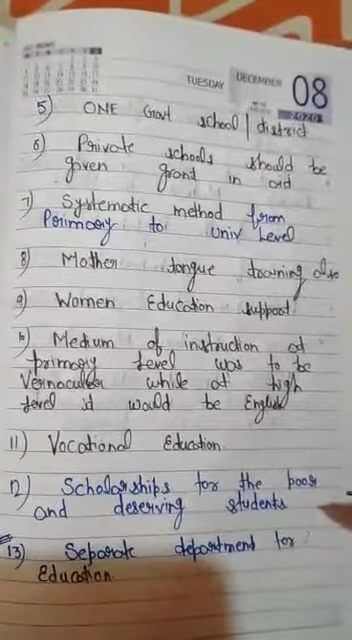 TUESDAY DECEMBER 08
2020
5) ONE Govt school / district
6) Private schools should be
given grant in aid
7) Systematic method from
Primary to Univ Level
8) Mother tongue training also
9) Women Education support
10) Medium of instruction at
primary level was to be
Vernacular while at high
level it would be English
11) Vocational Education.
12) Scholarships for the poor
and deserving students
13) Separate department for
Education.